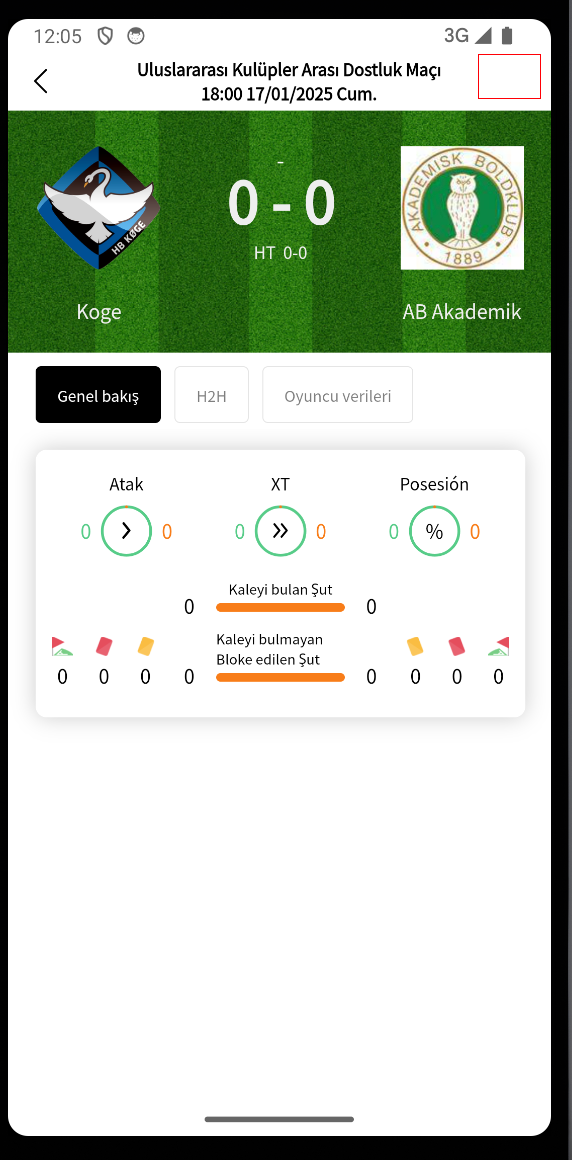 12:05
3G
Uluslararası Kulüpler Arası Dostluk Maçı
18:00 17/01/2025 Cum.
-
0 - 0
HT 0-0
HB KØGE
AKADEMISK BOLDKLUB
1889
Koge
AB Akademik
Genel bakış
H2H
Oyuncu verileri
Atak
XT
Posesión
0 0
0 0
0 % 0
Kaleyi bulan Şut
0 0
Kaleyi bulmayan
Bloke edilen Şut
0 0 0 0 0 0 0 0